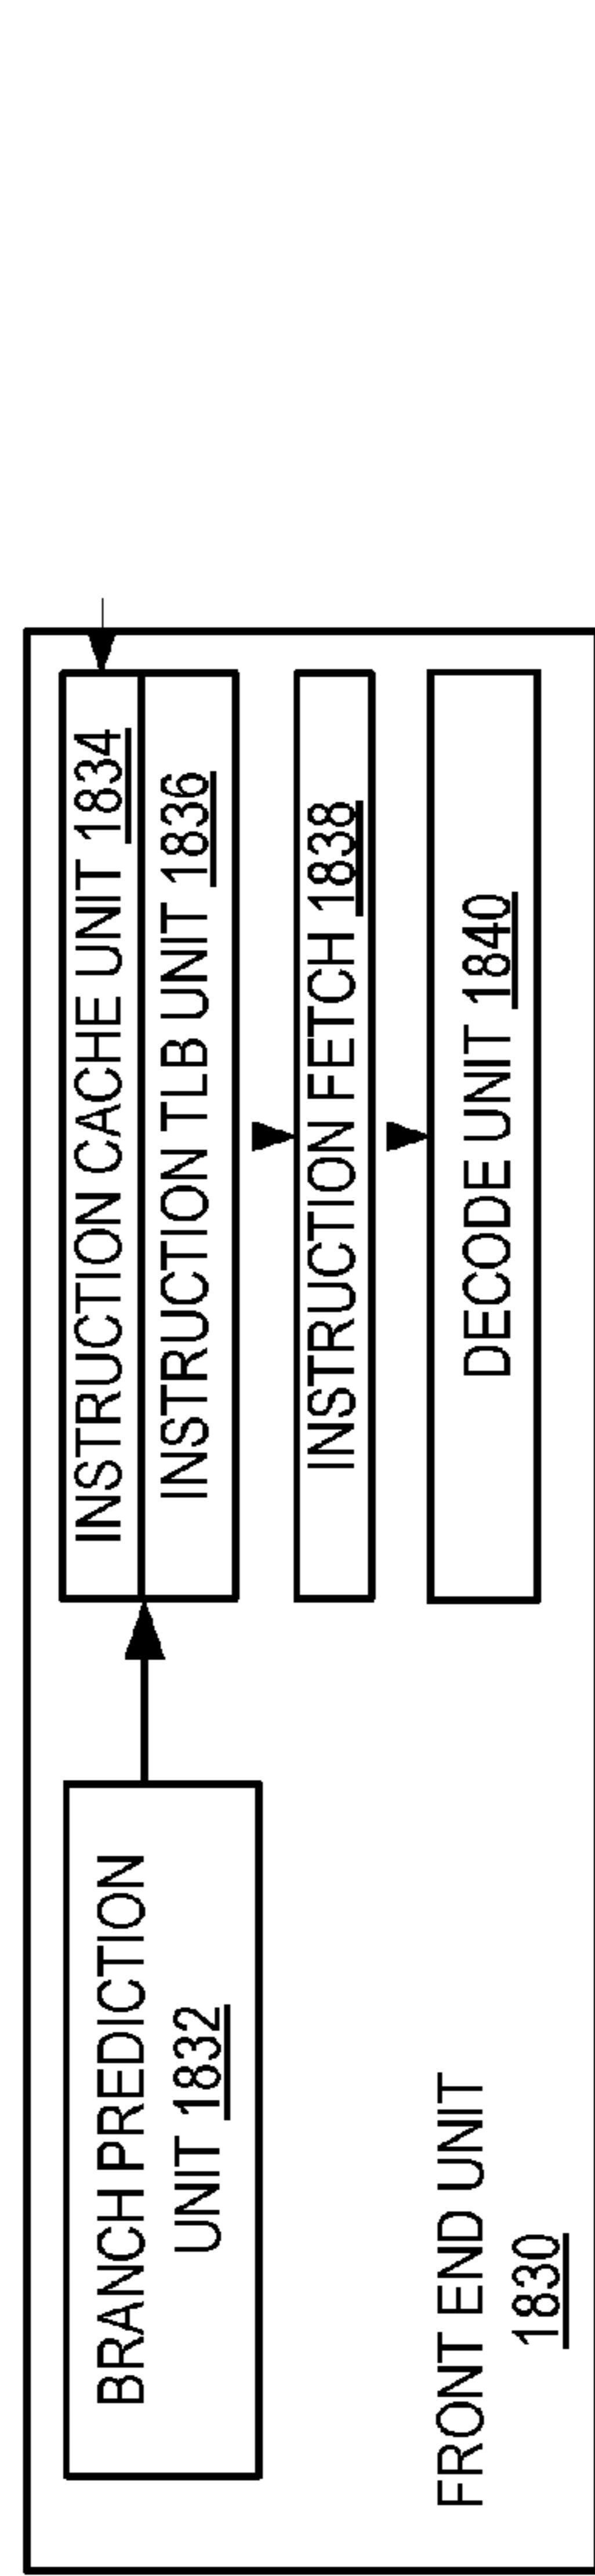 BRANCH PREDICTION
UNIT 1832
INSTRUCTION CACHE UNIT 1834
INSTRUCTION TLB UNIT 1836
INSTRUCTION FETCH 1838
DECODE UNIT 1840
FRONT END UNIT
1830